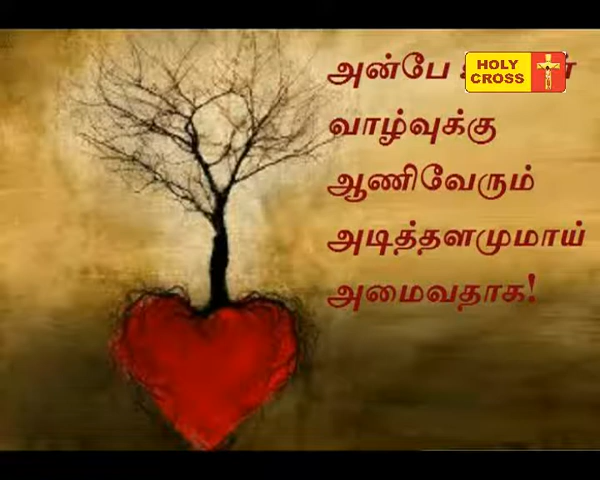 அன்பே
HOLY
CROSS
வாழ்வுக்கு
ஆணிவேரும்
அடித்தளமுமாய்
அமைவதாக!